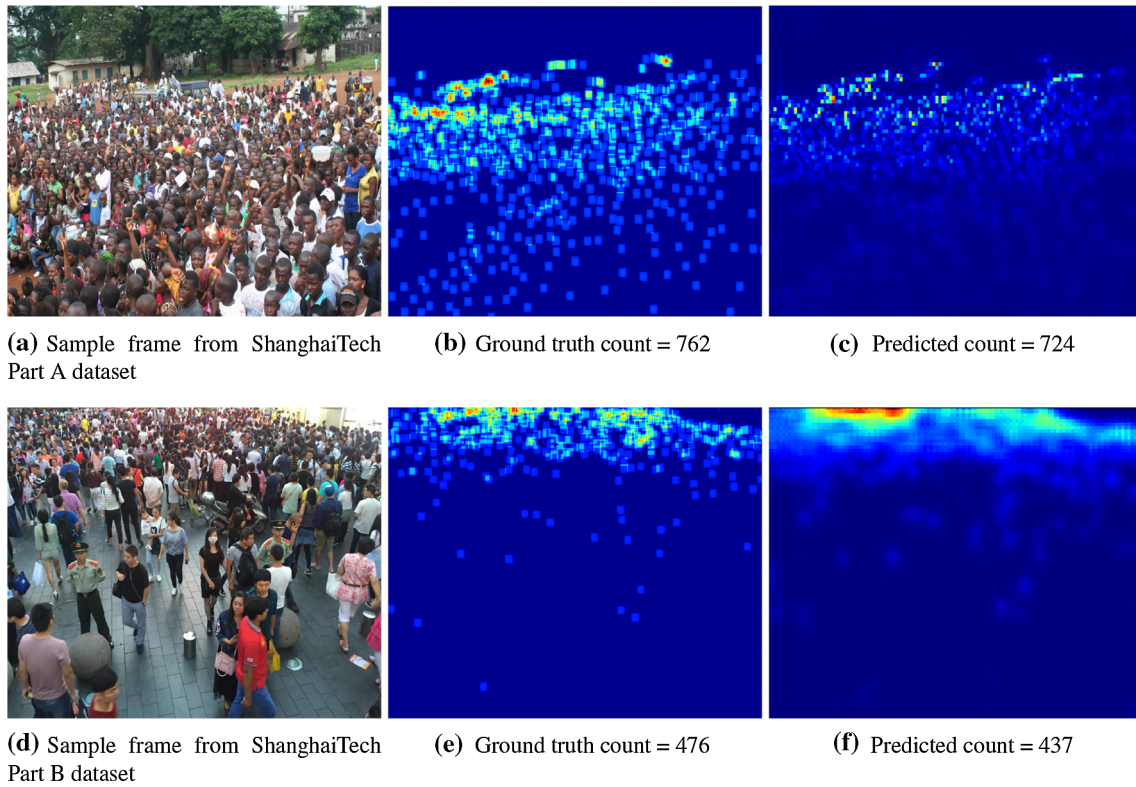 (a) Sample frame from ShanghaiTech
Part A dataset
(b) Ground truth count = 762
(c) Predicted count = 724
(d) Sample frame from ShanghaiTech
Part B dataset
(e) Ground truth count = 476
(f) Predicted count = 437